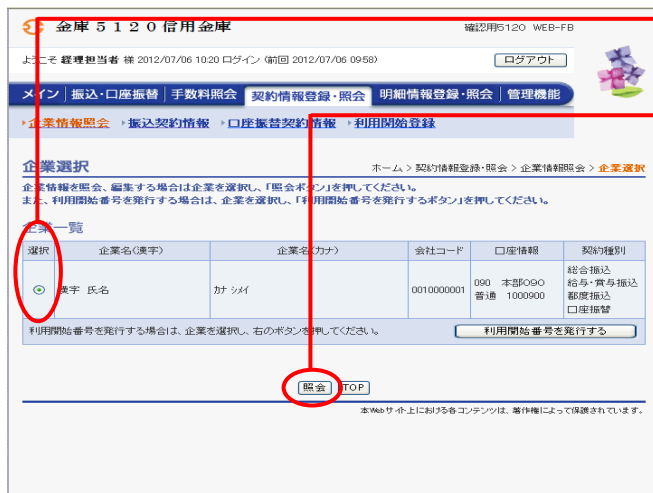 金庫5120信用金庫
確認用5120 WEB-FB
ようこそ 経理担当者 様 2012/07/06 10:20 ログイン (前回 2012/07/06 09:58)
ログアウト
メイン 振込・口座振替 手数料照会 契約情報登録・照会 明細情報登録・照会 管理機能
企業情報照会 振込契約情報 口座振替契約情報 利用開始登録
企業選択
ホーム > 契約情報登録・照会 > 企業情報照会 > 企業選択
企業情報を照会、編集する場合は企業を選択し、「照会ボタン」を押してください。
また、利用開始番号を発行する場合は、企業を選択し、「利用開始番号を発行するボタン」を押してください。
企業一覧
選択 企業名(漢字) 企業名(カナ) 会社コード 口座情報 契約種別
漢字 氏名 カナ シメイ 0010000001
090 本部090
普通 1000900
総合振込
給与・賞与振込
都度振込
口座振替
利用開始番号を発行する場合は、企業を選択し、右のボタンを押してください。
利用開始番号を発行する
照会 TOP
本Webサイト上における各コンテンツは、著作権によって保護されています。